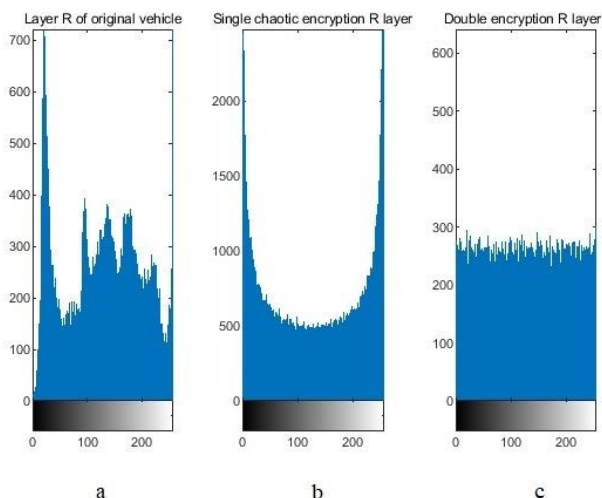 Layer R of original vehicle
700
600
500
400
300
200
100
0
0 100 200
a
Single chaotic encryption R layer
2000
1500
1000
500
0
0 100 200
b
Double encryption R layer
600
500
400
300
200
100
0
0 100 200
c